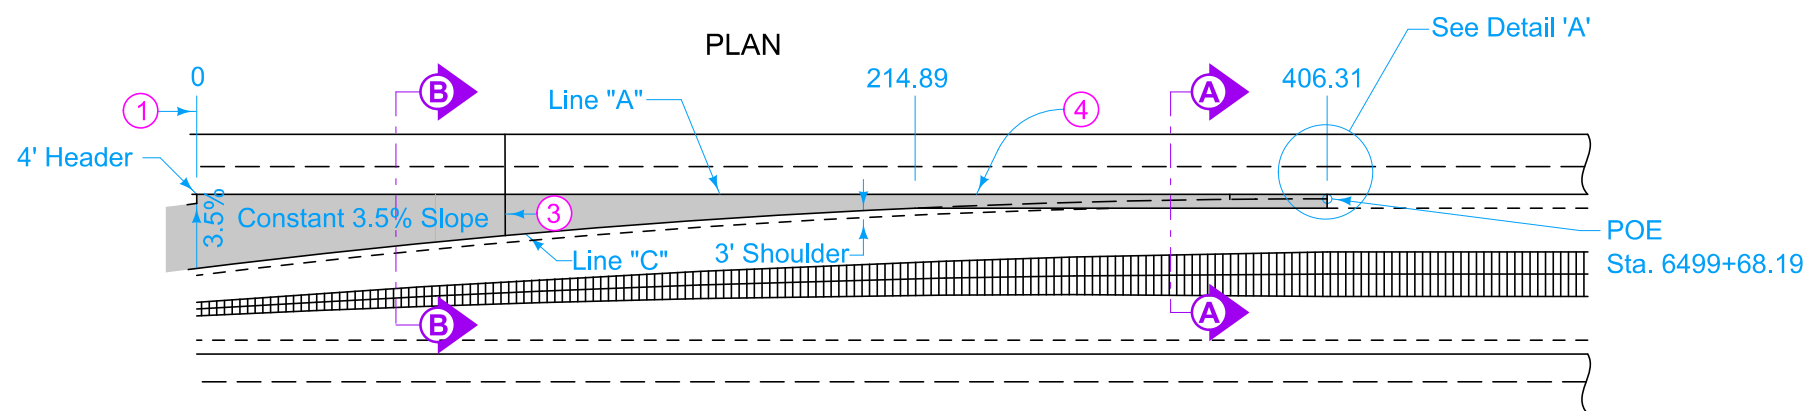 PLAN
See Detail 'A'
0
214.89
406.31
B
A
Line "A"
1
4
4' Header
3.5%
Constant 3.5% Slope
3
Line "C"
3' Shoulder
POE
Sta. 6499+68.19
B
A